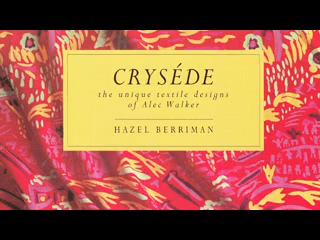 CRYSÉDE
the unique textile designs
of Alec Walker
HAZEL BERRIMAN